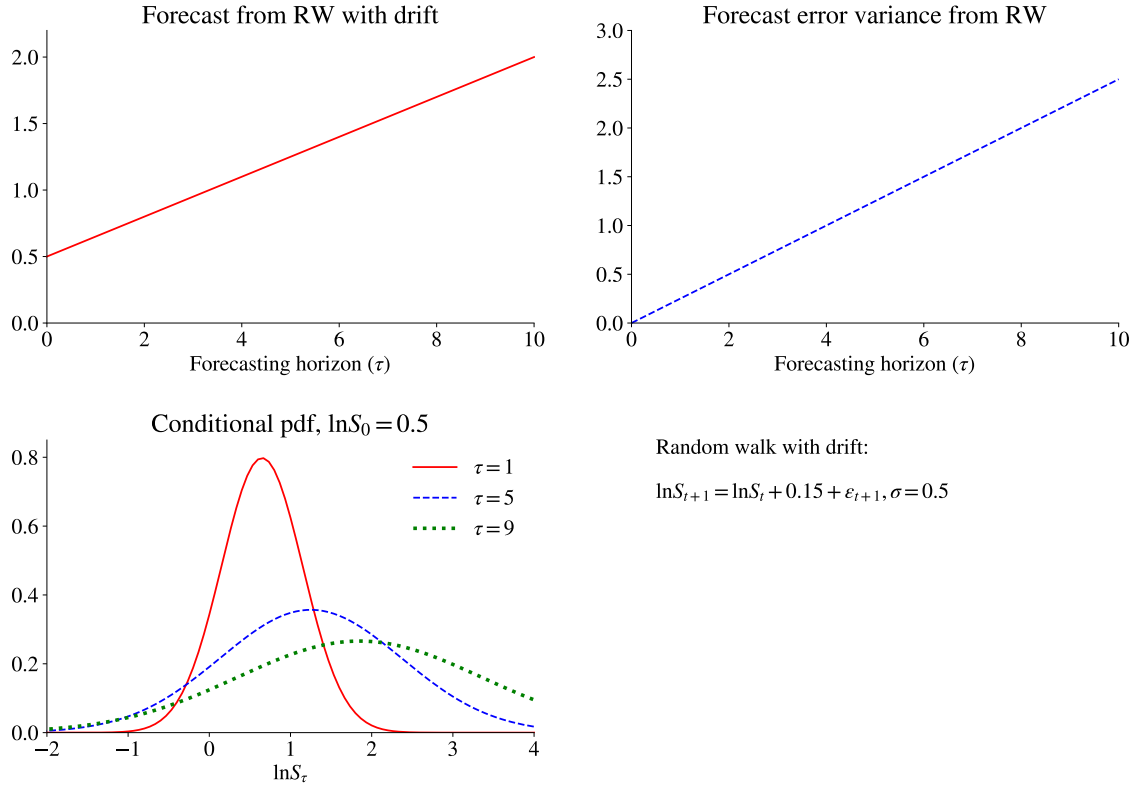 Forecast from RW with drift
2.0
1.5
1.0
0.5
0.0
0 2 4 6 8 10
Forecasting horizon (τ)
Forecast error variance from RW
3.0
2.5
2.0
1.5
1.0
0.5
0.0
0 2 4 6 8 10
Forecasting horizon (τ)
Conditional pdf, lnS₀ = 0.5
0.8
0.6
0.4
0.2
0.0
−2 −1 0 1 2 3 4
lnS_τ
τ = 1
τ = 5
τ = 9
Random walk with drift:
lnSₜ₊₁ = lnSₜ + 0.15 + εₜ₊₁, σ = 0.5